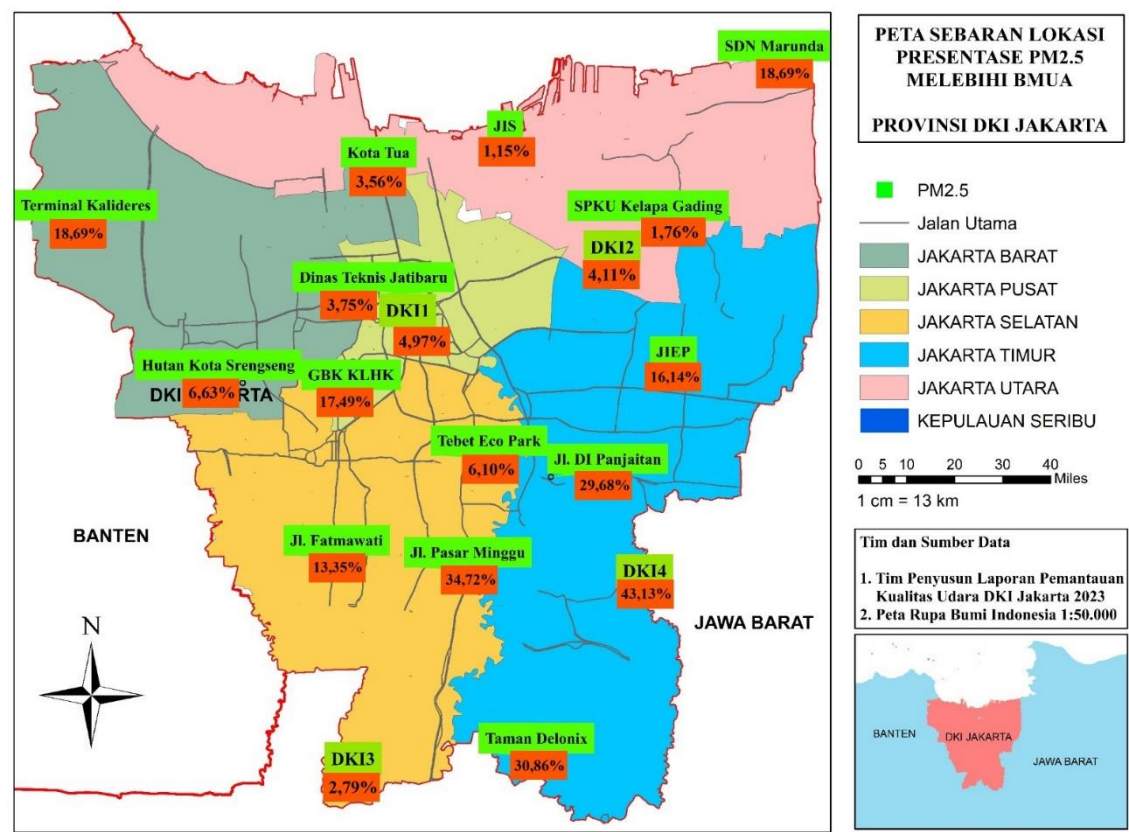 PETA SEBARAN LOKASI
PRESENTASE PM2.5
MELEBIHI BMUA
PROVINSI DKI JAKARTA
SDN Marunda
18,69%
JIS
1,15%
Kota Tua
3,56%
Terminal Kalideres
18,69%
SPKU Kelapa Gading
1,76%
DKI2
4,11%
Dinas Teknis Jatibaru
3,75%
DKI1
4,97%
JIEP
16,14%
Hutan Kota Srengseng
6,63%
DKI
RTA
GBK KLHK
17,49%
Tebet Eco Park
6,10%
Jl. DI Panjaitan
29,68%
BANTEN
Jl. Fatmawati
13,35%
Jl. Pasar Minggu
34,72%
DKI4
43,13%
JAWA BARAT
N
DKI3
2,79%
Taman Delonix
30,86%
PM2.5
Jalan Utama
JAKARTA BARAT
JAKARTA PUSAT
JAKARTA SELATAN
JAKARTA TIMUR
JAKARTA UTARA
KEPULAUAN SERIBU
0 5 10 20 30 40
Miles
1 cm = 13 km
Tim dan Sumber Data
1. Tim Penyusun Laporan Pemantauan
Kualitas Udara DKI Jakarta 2023
2. Peta Rupa Bumi Indonesia 1:50.000
BANTEN
DKI JAKARTA
JAWA BARAT